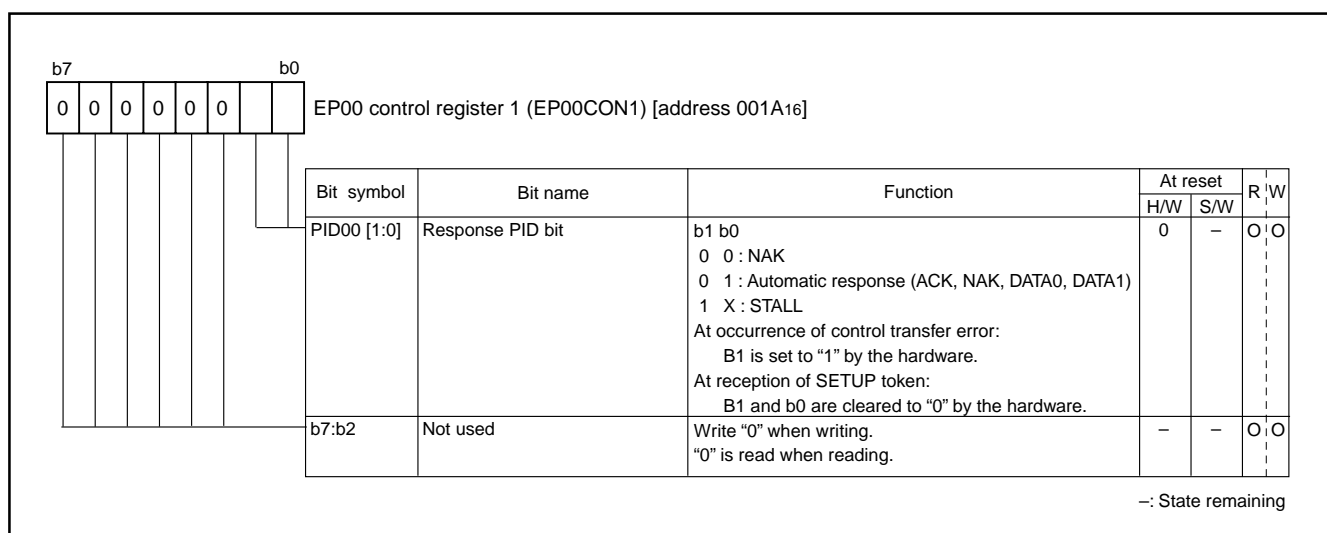 b7 b0
0 0 0 0 0 0 EP00 control register 1 (EP00CON1) [address 001A16]
Bit symbol Bit name Function At reset R W
H/W S/W
PID00 [1:0] Response PID bit b1 b0 0 – O O
0 0 : NAK
0 1 : Automatic response (ACK, NAK, DATA0, DATA1)
1 X : STALL
At occurrence of control transfer error:
B1 is set to “1” by the hardware.
At reception of SETUP token:
B1 and b0 are cleared to “0” by the hardware.
b7:b2 Not used Write “0” when writing. – – O O
“0” is read when reading.
–: State remaining